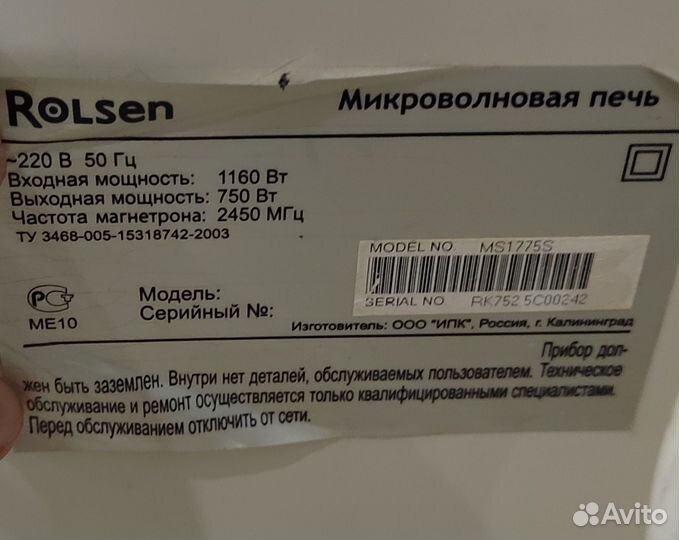 ROLSEN
Микроволновая печь
~220 В 50 Гц
Входная мощность: 1160 Вт
Выходная мощность: 750 Вт
Частота магнетрона: 2450 МГц
ТУ 3468-005-15318742-2003
MODEL NO. MS1775S
SERIAL NO RK752 5C00242
РС
МЕ10
Модель:
Серийный №:
Изготовитель: ООО "ИПК", Россия, г. Калининград
Прибор дол-
жен быть заземлен. Внутри нет деталей, обслуживаемых пользователем. Техническое
обслуживание и ремонт осуществляется только квалифицированными специалистами.
Перед обслуживанием отключить от сети.
Avito